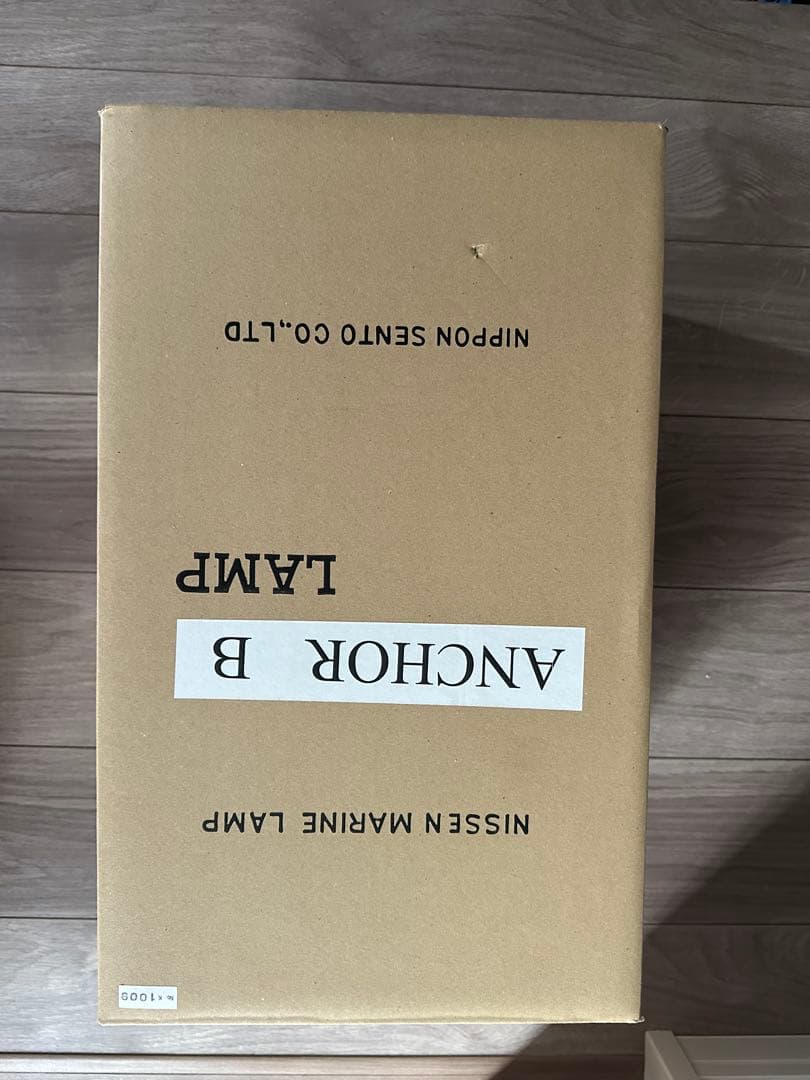 NISSEN MARINE LAMP
ANCHOR B
LAMP
NIPPON SENTO CO.,LTD